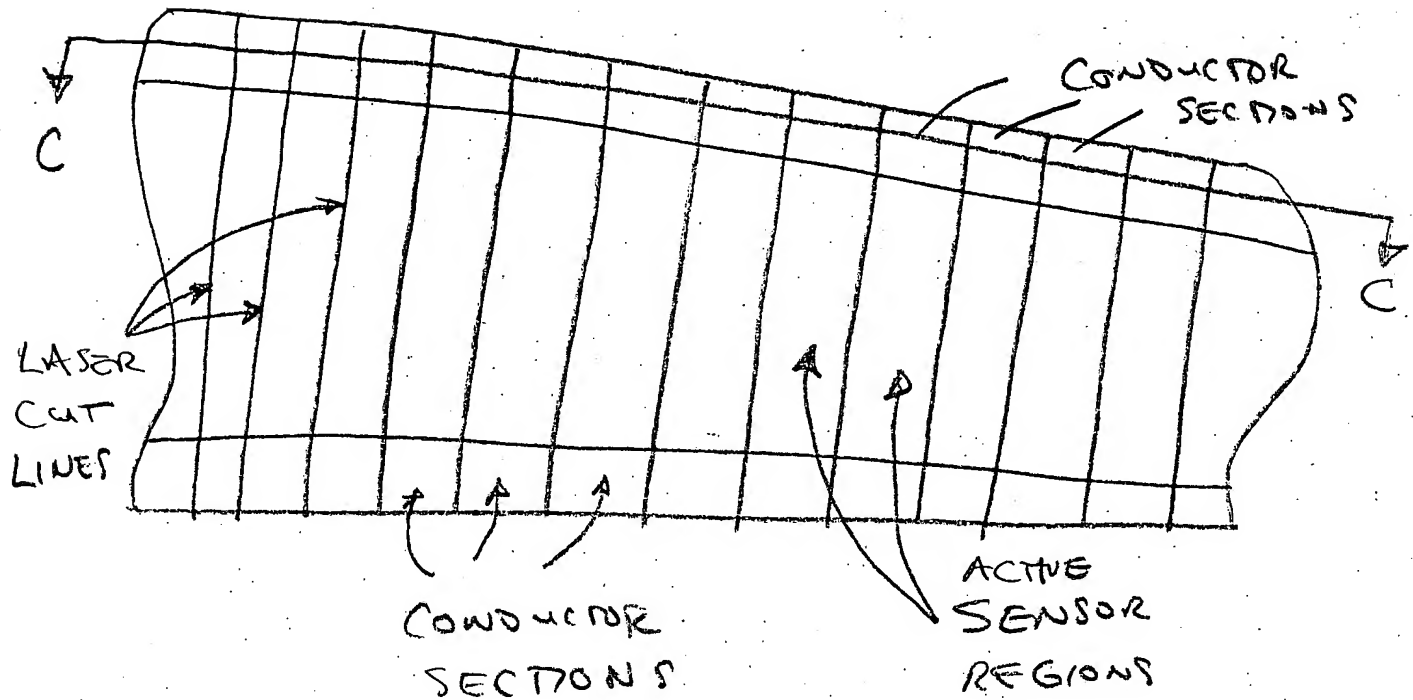 CONDUCTOR
SECTIONS
C
C
LASER
CUT
LINES
CONDUCTOR
SECTIONS
ACTIVE
SENSOR
REGIONS